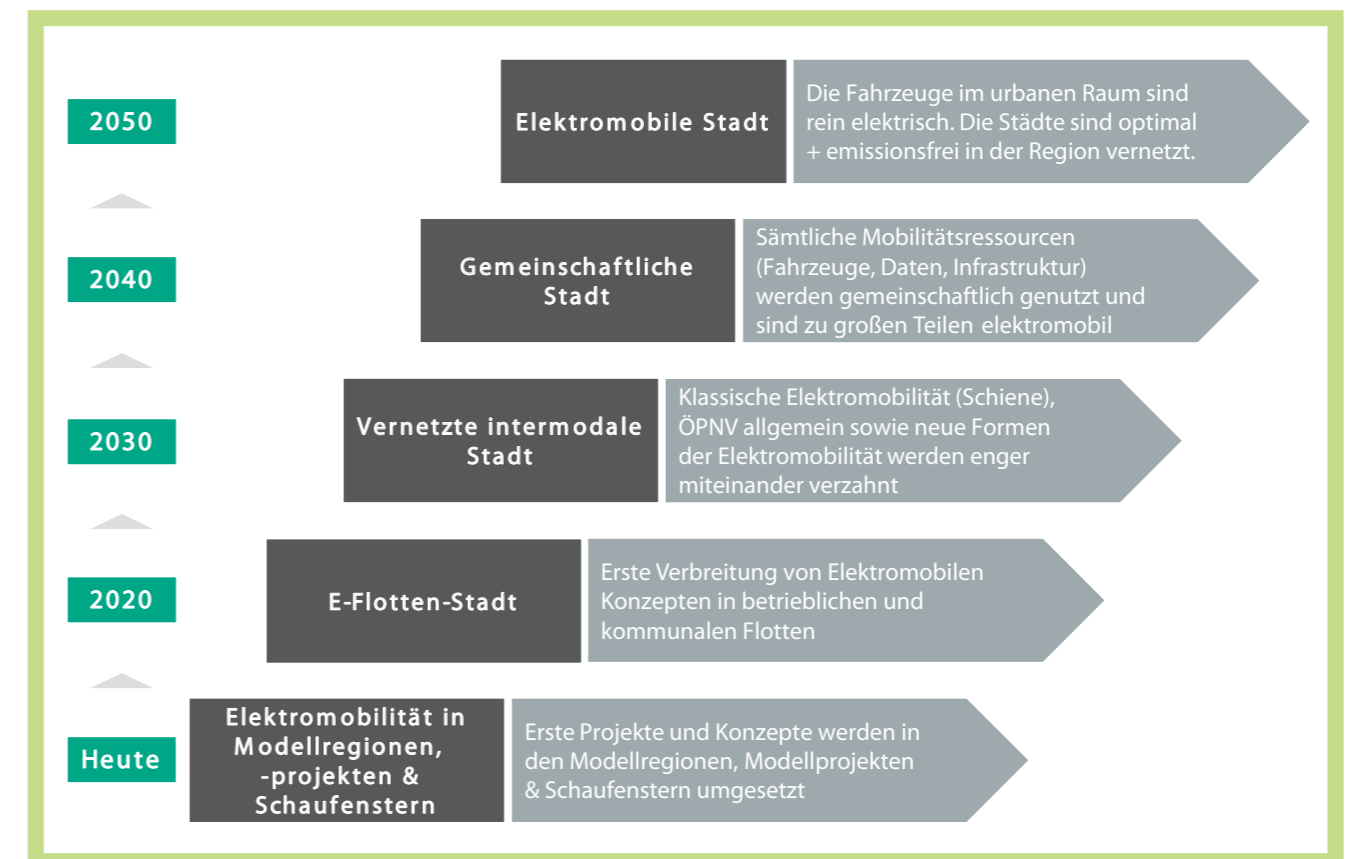 2050
Elektromobile Stadt
Die Fahrzeuge im urbanen Raum sind
rein elektrisch. Die Städte sind optimal
+ emissionsfrei in der Region vernetzt.
2040
Gemeinschaftliche
Stadt
Sämtliche Mobilitätsressourcen
(Fahrzeuge, Daten, Infrastruktur)
werden gemeinschaftlich genutzt und
sind zu großen Teilen elektromobil
2030
Vernetzte intermodale
Stadt
Klassische Elektromobilität (Schiene),
ÖPNV allgemein sowie neue Formen
der Elektromobilität werden enger
miteinander verzahnt
2020
E-Flotten-Stadt
Erste Verbreitung von Elektromobilen
Konzepten in betrieblichen und
kommunalen Flotten
Heute
Elektromobilität in
Modellregionen,
-projekten &
Schaufenstern
Erste Projekte und Konzepte werden in
den Modellregionen, Modellprojekten
& Schaufenstern umgesetzt